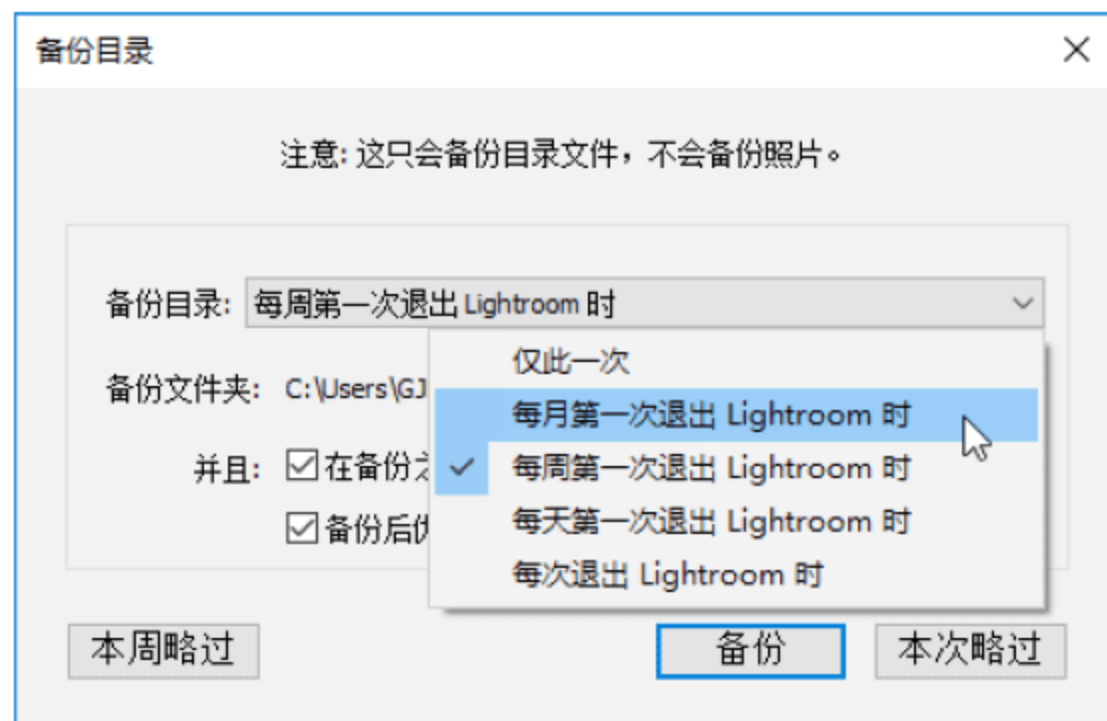 备份目录
注意: 这只会备份目录文件，不会备份照片。
备份目录: 每周第一次退出 Lightroom 时
仅此一次
备份文件夹: C:\Users\GJ
每月第一次退出 Lightroom 时
并且: 在备份
每周第一次退出 Lightroom 时
每天第一次退出 Lightroom 时
备份后
每次退出 Lightroom 时
本周略过 备份 本次略过